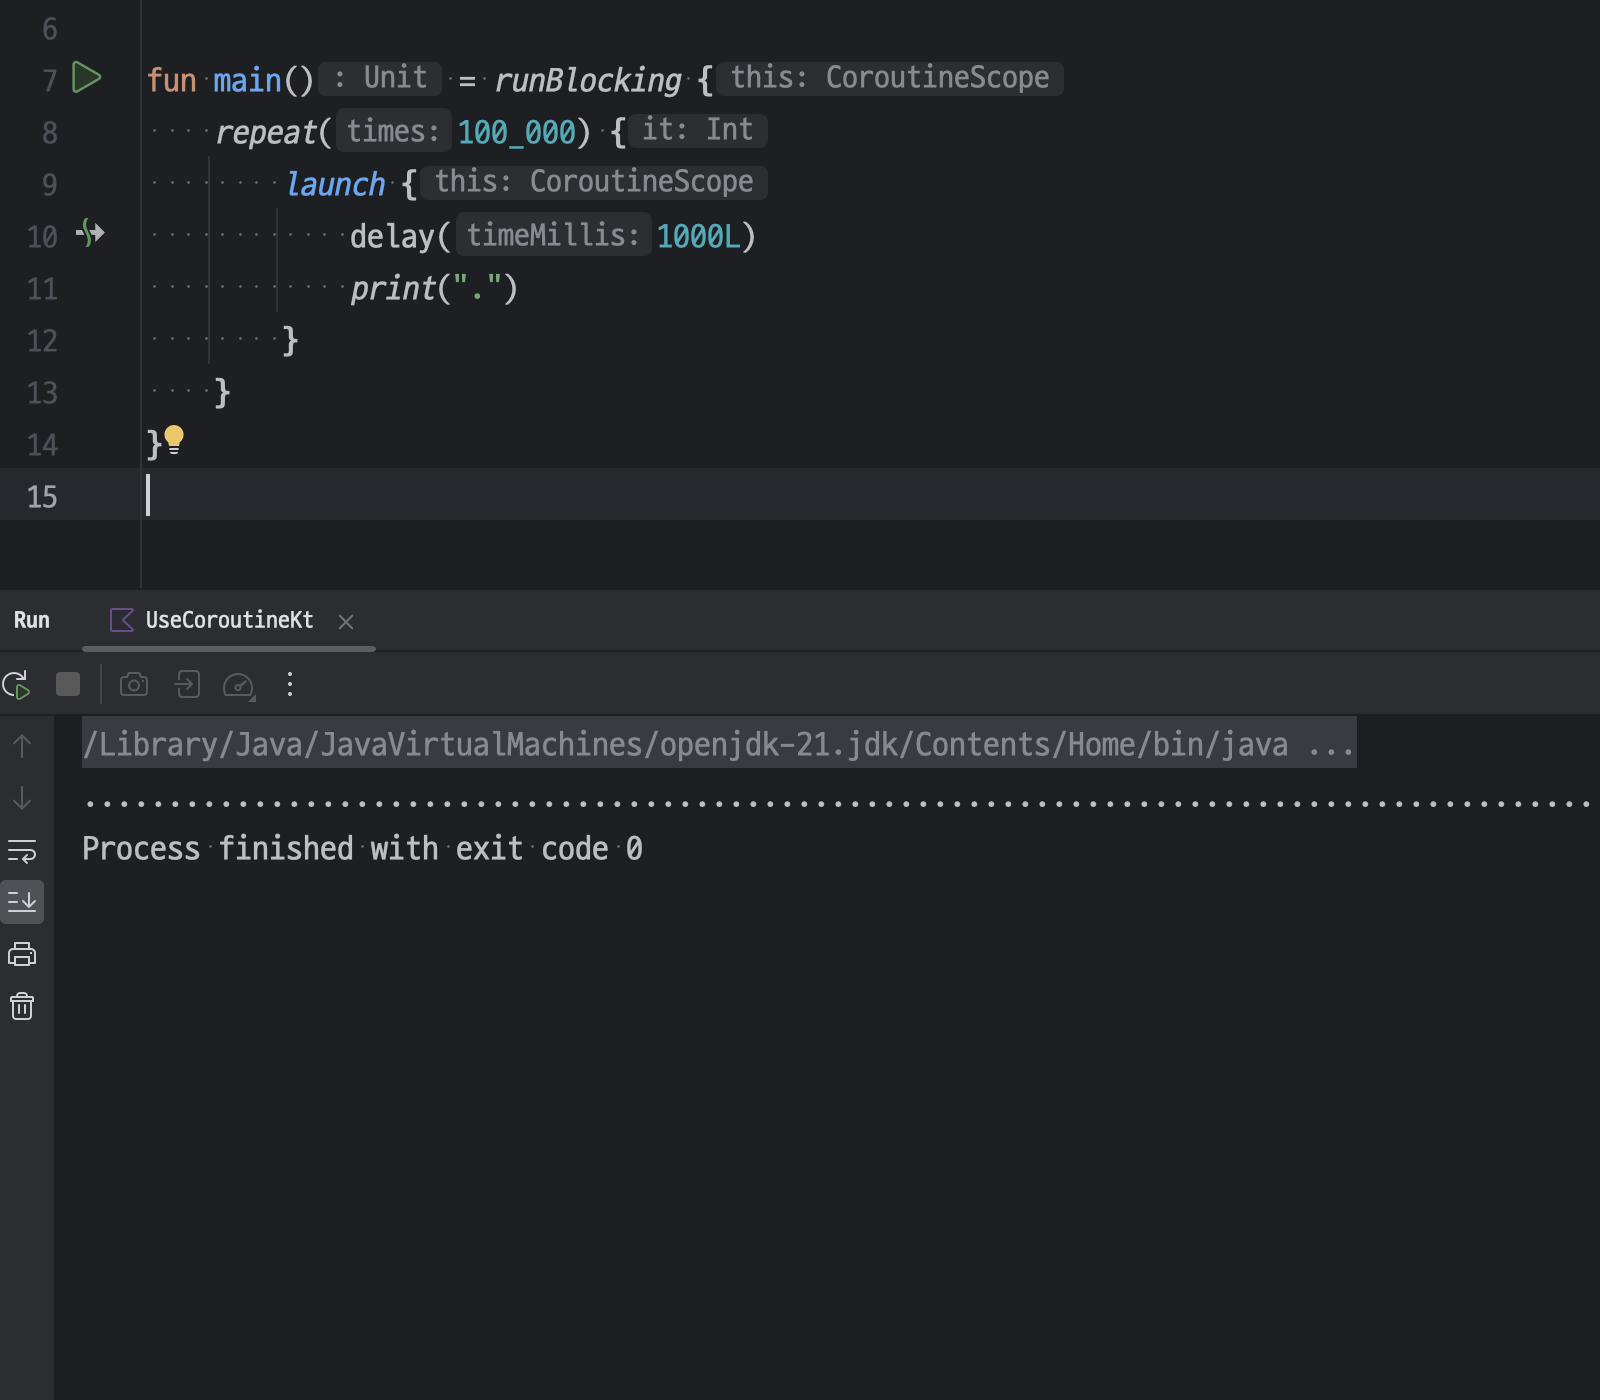 6
7 fun main() : Unit = runBlocking { this: CoroutineScope
8 repeat( times: 100_000) { it: Int
9 launch { this: CoroutineScope
10 delay( timeMillis: 1000L)
11 print(".")
12 }
13 }
14 }
15
Run UseCoroutineKt
/Library/Java/JavaVirtualMachines/openjdk-21.jdk/Contents/Home/bin/java ...
.........................................................................................
Process finished with exit code 0